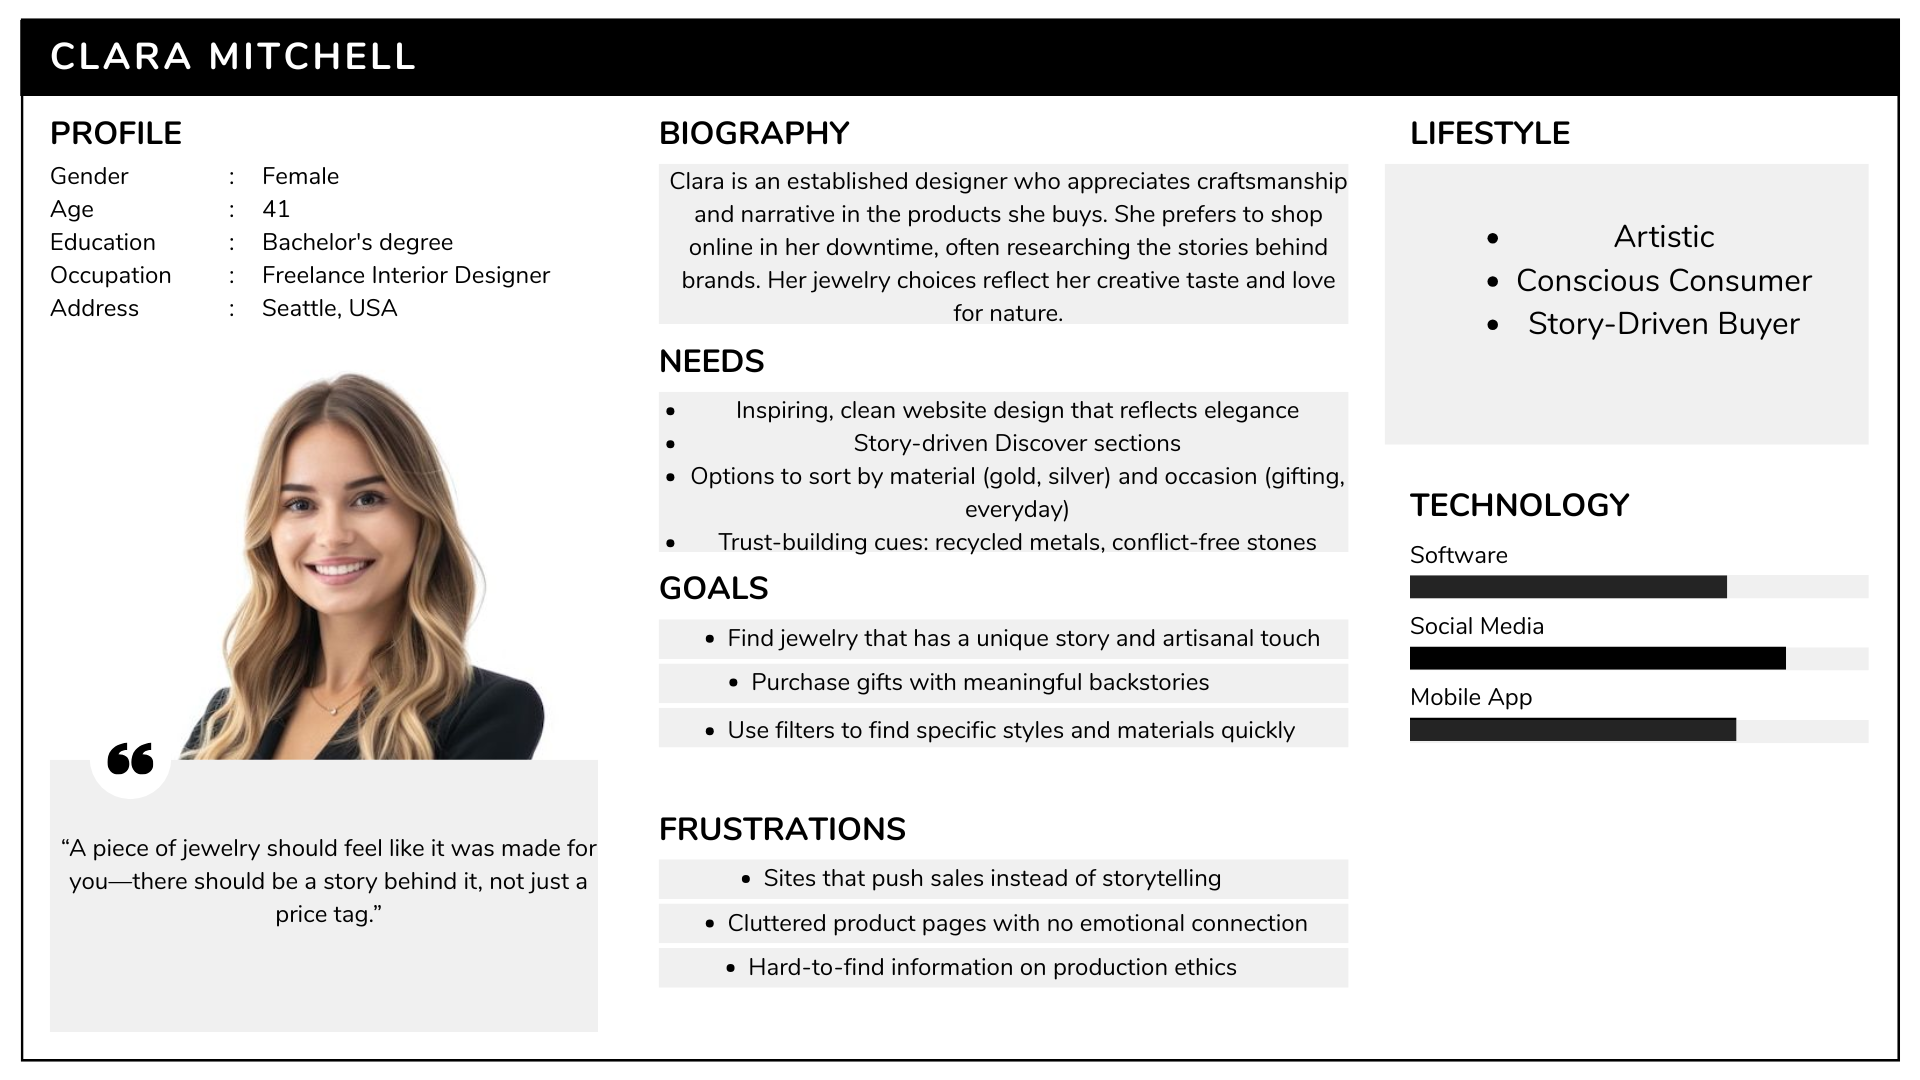 CLARA MITCHELL
PROFILE
Gender : Female
Age : 41
Education : Bachelor's degree
Occupation : Freelance Interior Designer
Address : Seattle, USA
“A piece of jewelry should feel like it was made for
you—there should be a story behind it, not just a
price tag.”
BIOGRAPHY
Clara is an established designer who appreciates craftsmanship
and narrative in the products she buys. She prefers to shop
online in her downtime, often researching the stories behind
brands. Her jewelry choices reflect her creative taste and love
for nature.
NEEDS
• Inspiring, clean website design that reflects elegance
• Story-driven Discover sections
• Options to sort by material (gold, silver) and occasion (gifting,
everyday)
• Trust-building cues: recycled metals, conflict-free stones
GOALS
• Find jewelry that has a unique story and artisanal touch
• Purchase gifts with meaningful backstories
• Use filters to find specific styles and materials quickly
FRUSTRATIONS
• Sites that push sales instead of storytelling
• Cluttered product pages with no emotional connection
• Hard-to-find information on production ethics
LIFESTYLE
• Artistic
• Conscious Consumer
• Story-Driven Buyer
TECHNOLOGY
Software
Social Media
Mobile App